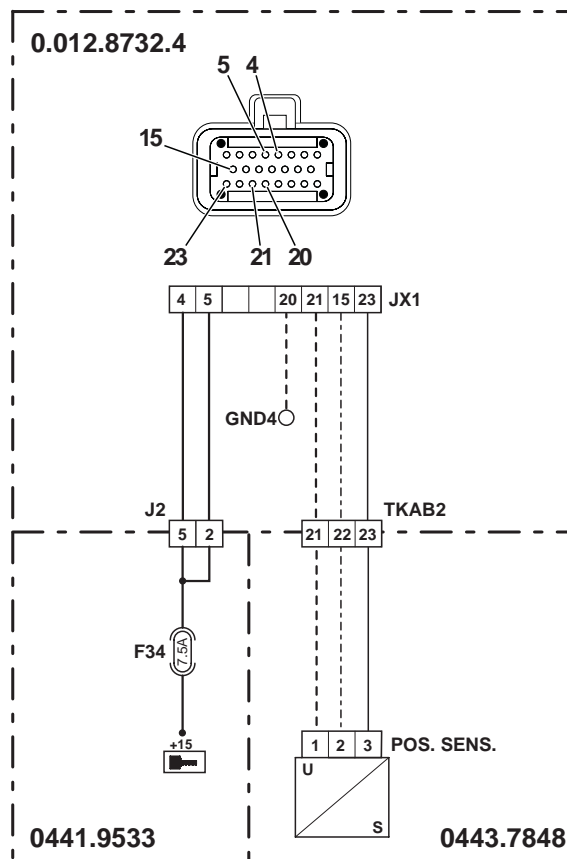 0.012.8732.4
5 4
15
23 21 20
4 5 20 21 15 23 JX1
GND4
J2 TKAB2
5 2 21 22 23
F34 7.5A
+15
1 2 3 POS. SENS.
U
S
0441.9533 0443.7848